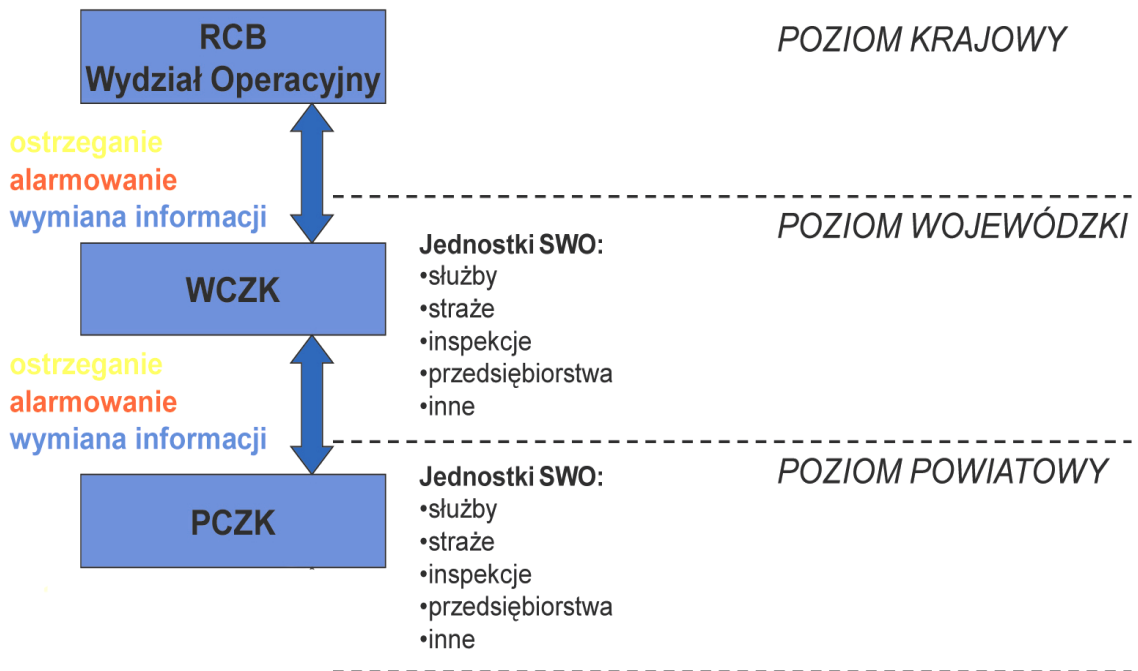 RCB
Wydział Operacyjny
POZIOM KRAJOWY
ostrzeganie
alarmowanie
wymiana informacji
POZIOM WOJEWÓDZKI
WCZK
Jednostki SWO:
•służby
•straże
•inspekcje
•przedsiębiorstwa
•inne
ostrzeganie
alarmowanie
wymiana informacji
POZIOM POWIATOWY
PCZK
Jednostki SWO:
•służby
•straże
•inspekcje
•przedsiębiorstwa
•inne